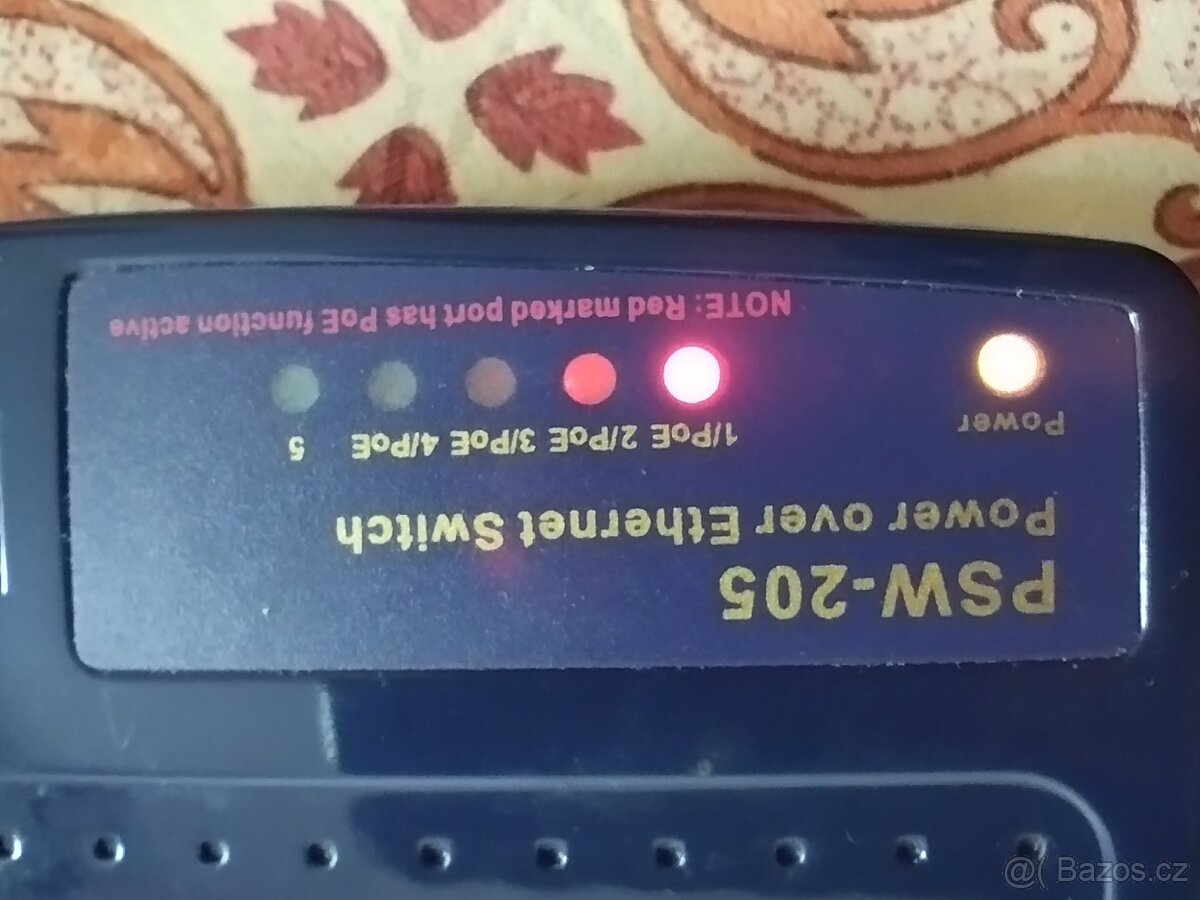 PSW-205
Power over Ethernet Switch
Power 1/PoE 2/PoE 3/PoE 4/PoE 5
NOTE: Red marked port has PoE function active
@( Bazos.cz